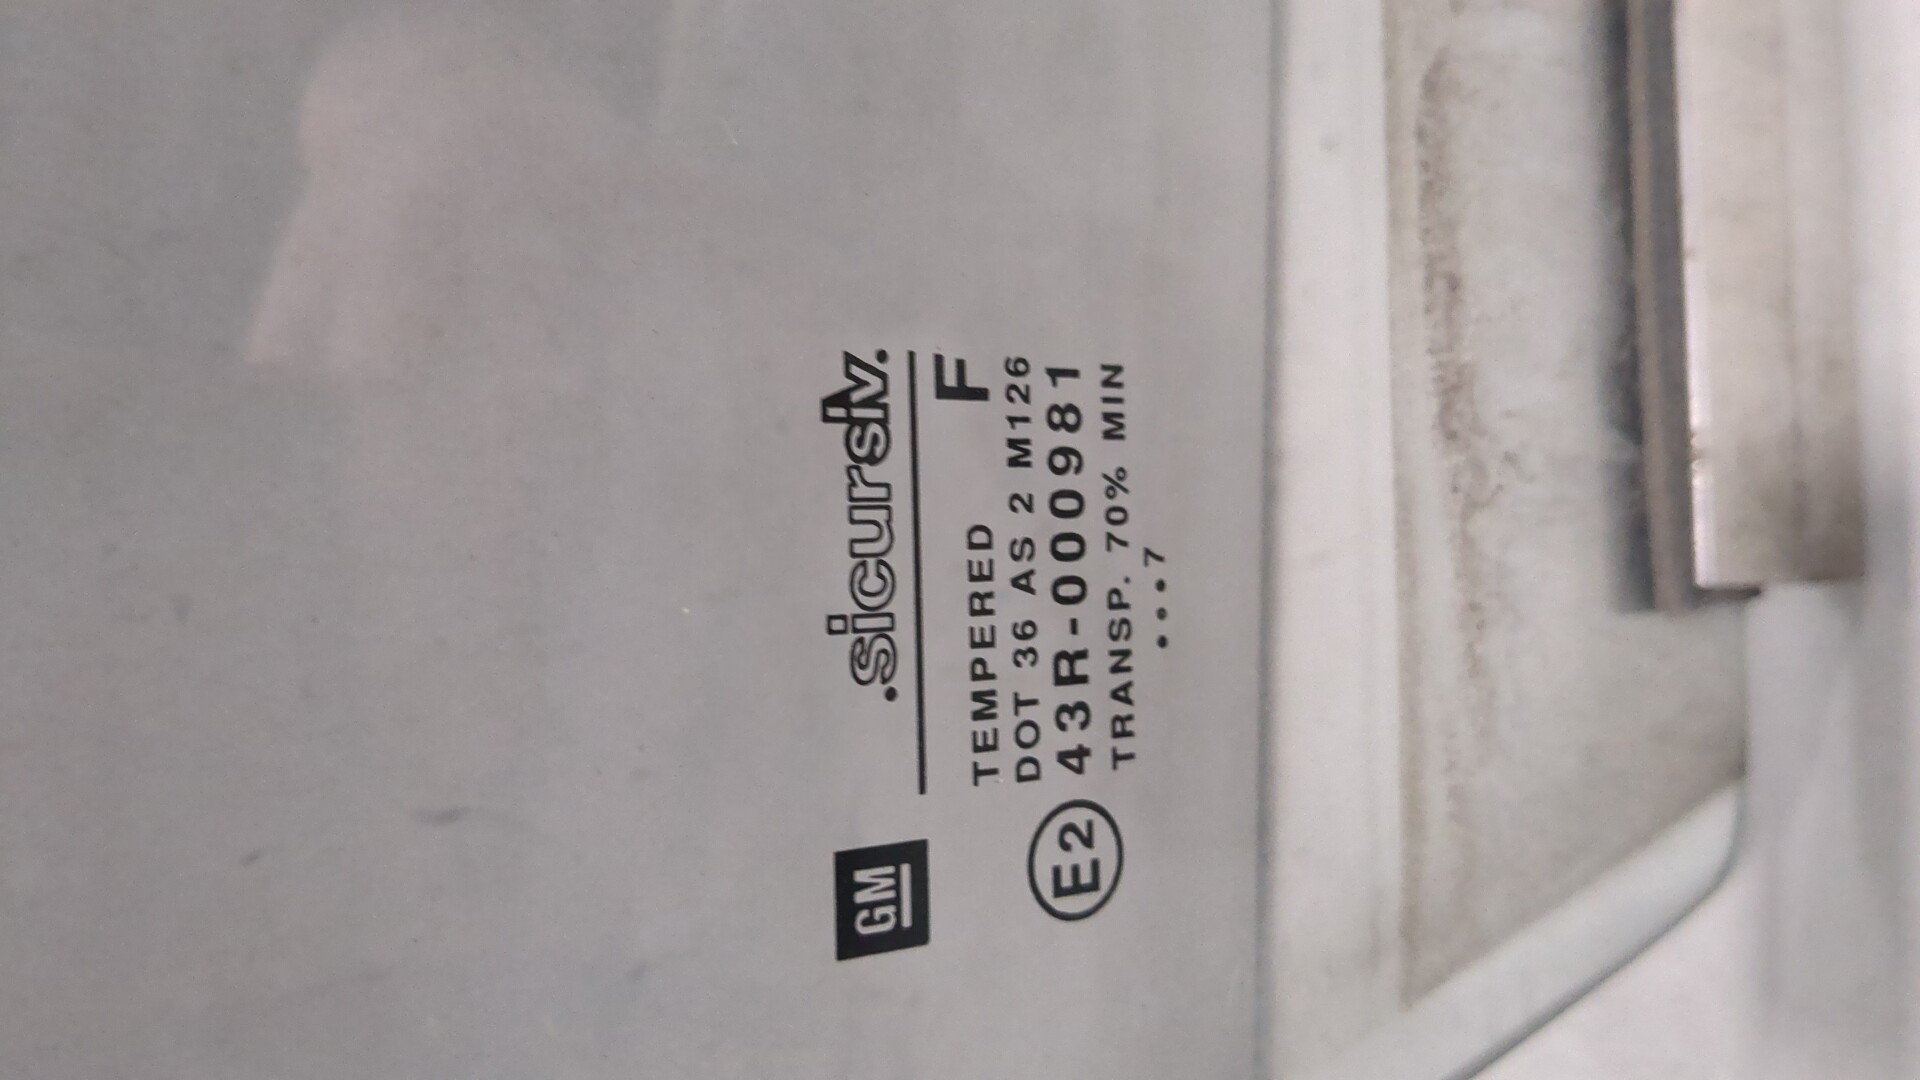 GM
.sicursiv.
TEMPERED F
DOT 36 AS 2 M126
E2 43R-000981
TRANSP. 70% MIN
•••7